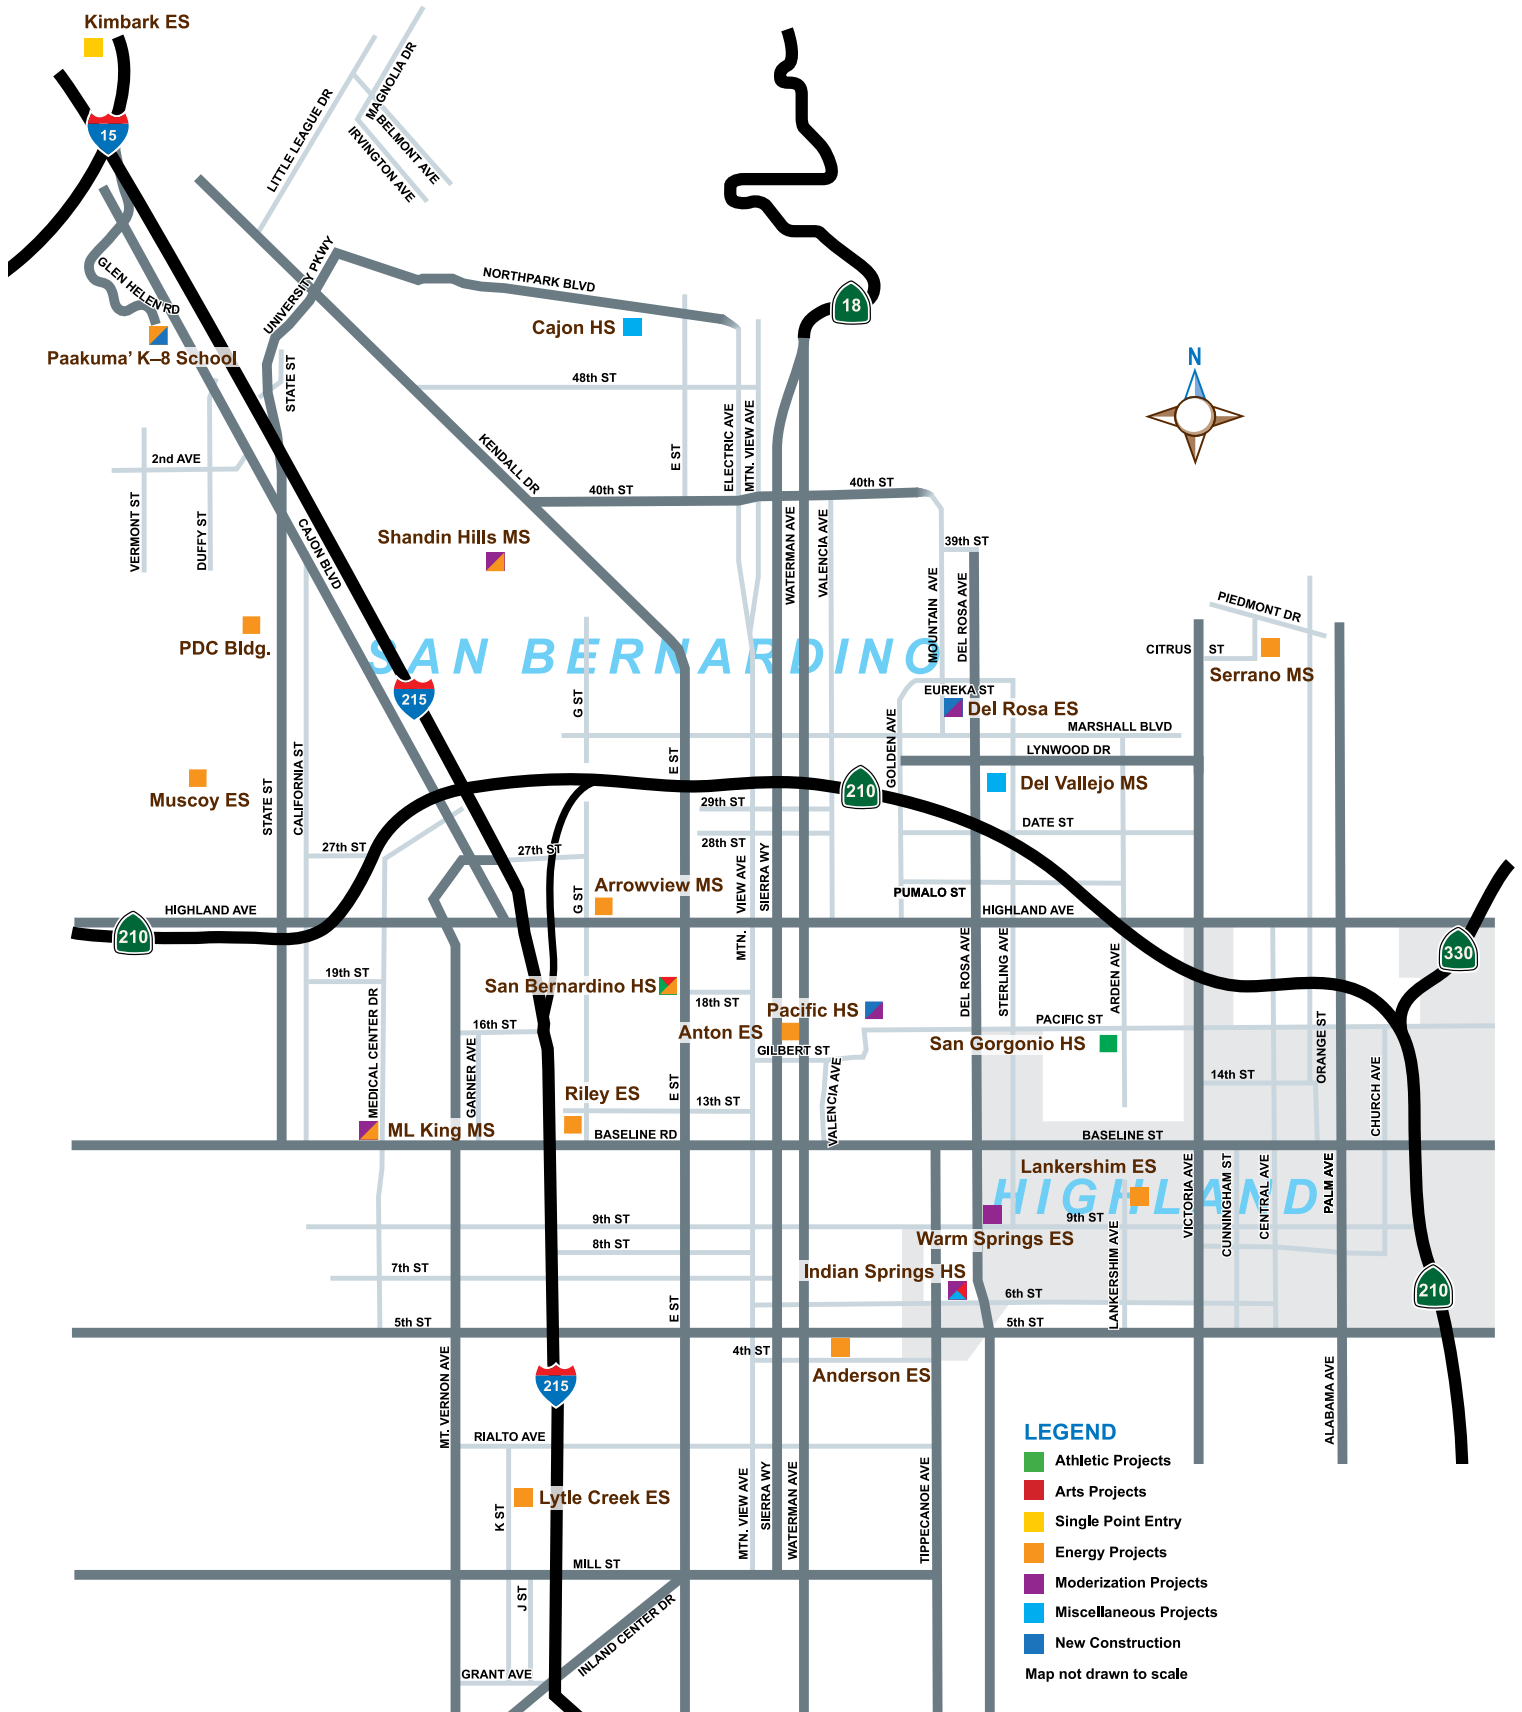 Kimbark ES
15
LITTLE LEAGUE DR
MAGNOLIA DR
BELMONT AVE
IRVINGTON AVE
GLEN HELEN RD
UNIVERSITY PKWY
NORTHPARK BLVD
18
Cajon HS
Paakuma’ K–8 School
N
STATE ST
48th ST
KENDALL DR
E ST
ELECTRIC AVE
MTN. VIEW AVE
2nd AVE
VERMONT ST
DUFFY ST
CAJON BLVD
40th ST
40th ST
WATERMAN AVE
VALENCIA AVE
Shandin Hills MS
39th ST
MOUNTAIN AVE
DEL ROSA AVE
PIEDMONT DR
PDC Bldg.
SAN BERNARDINO
CITRUS ST
Serrano MS
215
G ST
EUREKA ST
Del Rosa ES
GOLDEN AVE
MARSHALL BLVD
LYNWOOD DR
E ST
Muscoy ES
STATE ST
CALIFORNIA ST
210
Del Vallejo MS
29th ST
DATE ST
28th ST
27th ST
27th ST
MTN. VIEW AVE
SIERRA WY
Arrowview MS
G ST
PUMALO ST
HIGHLAND AVE
HIGHLAND AVE
210
330
DEL ROSA AVE
STERLING AVE
ARDEN AVE
19th ST
San Bernardino HS
18th ST
Pacific HS
MEDICAL CENTER DR
16th ST
Anton ES
PACIFIC ST
ORANGE ST
GILBERT ST
San Gorgonio HS
GARNER AVE
VALENCIA AVE
14th ST
CHURCH AVE
E ST
Riley ES
13th ST
ML King MS
BASELINE RD
BASELINE ST
Lankershim ES
VICTORIA AVE
CUNNINGHAM ST
CENTRAL AVE
PALM AVE
HIGHLAND
9th ST
9th ST
Warm Springs ES
8th ST
7th ST
Indian Springs HS
LANKERSHIM AVE
6th ST
210
E ST
5th ST
5th ST
4th ST
Anderson ES
215
MT. VERNON AVE
ALABAMA AVE
RIALTO AVE
MTN. VIEW AVE
SIERRA WY
WATERMAN AVE
TIPPECANOE AVE
Lytle Creek ES
K ST
MILL ST
J ST
INLAND CENTER DR
GRANT AVE
LEGEND
Athletic Projects
Arts Projects
Single Point Entry
Energy Projects
Moderization Projects
Miscellaneous Projects
New Construction
Map not drawn to scale